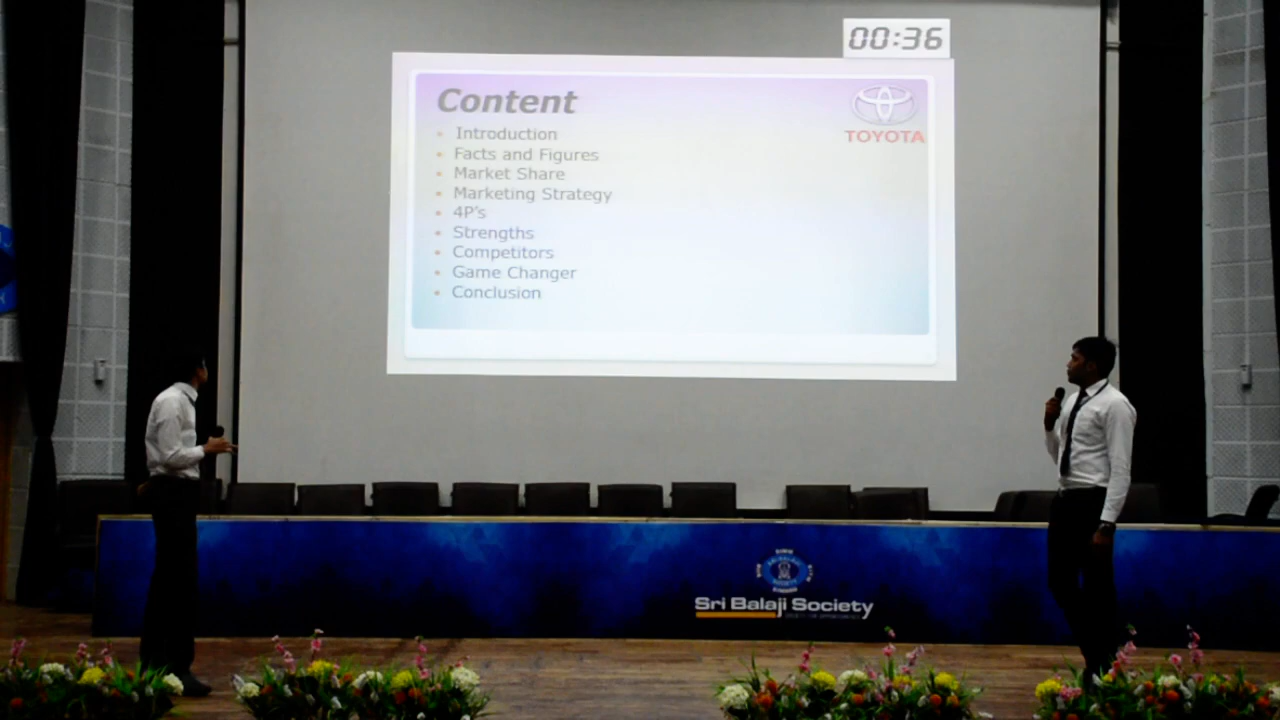 00:36
Content
TOYOTA
Introduction
Facts and Figures
Market Share
Marketing Strategy
4P's
Strengths
Competitors
Game Changer
Conclusion
Sri Balaji Society